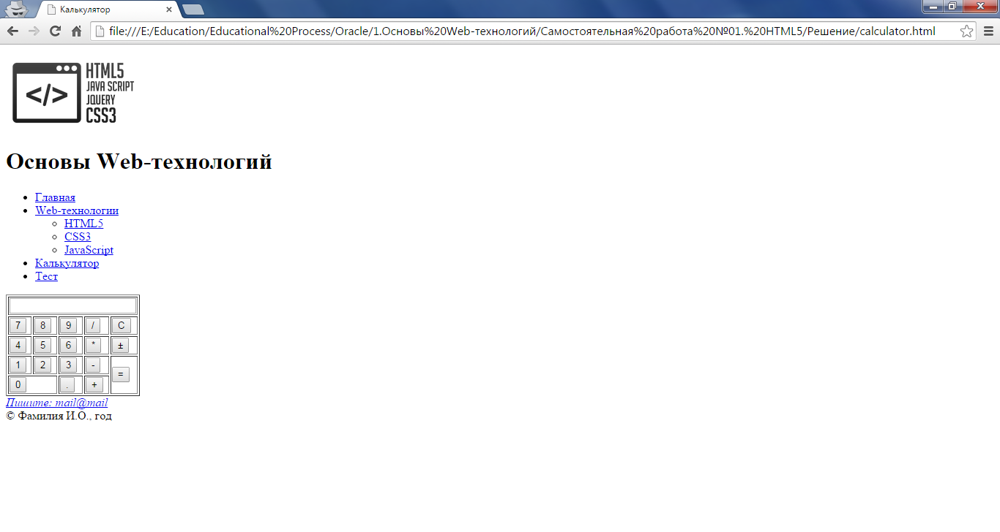 Калькулятор
file:///E:/Education/Educational%20Process/Oracle/1.Основы%20Web-технологий/Самостоятельная%20работа%20№01.%20HTML5/Решение/calculator.html
</>
HTML5
JAVA SCRIPT
JQUERY
CSS3
Основы Web-технологий
Главная
Web-технологии
HTML5
CSS3
JavaScript
Калькулятор
Тест
7 8 9 / C
4 5 6 * ±
1 2 3 - =
0 . +
Пишите: mail@mail
© Фамилия И.О., год